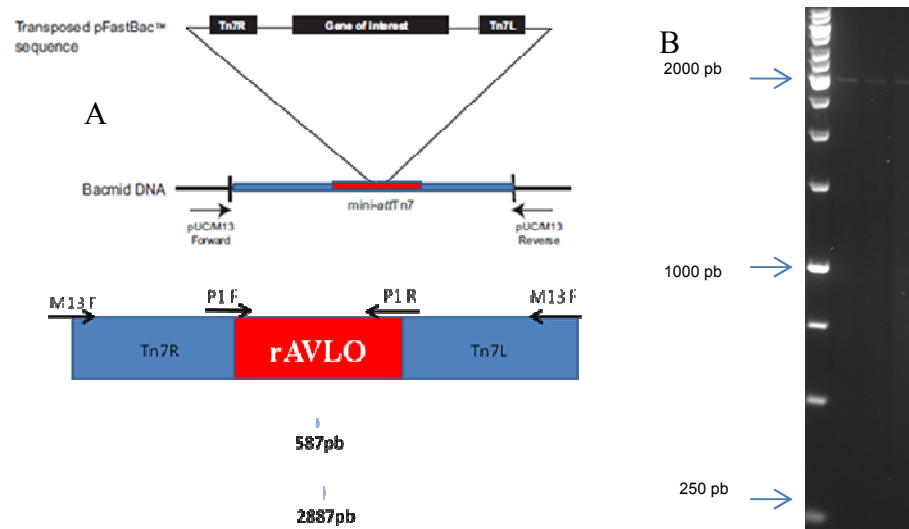 Transposed pFastBac™
sequence
Tn7R
Gene of Interest
Tn7L
A
Bacmid DNA
mini-attTn7
pUC/M13
Forward
pUC/M13
Reverse
M13 F
P1 F
P1 R
M13 F
Tn7R
rAVLO
Tn7L
587pb
2887pb
B
2000 pb
1000 pb
250 pb